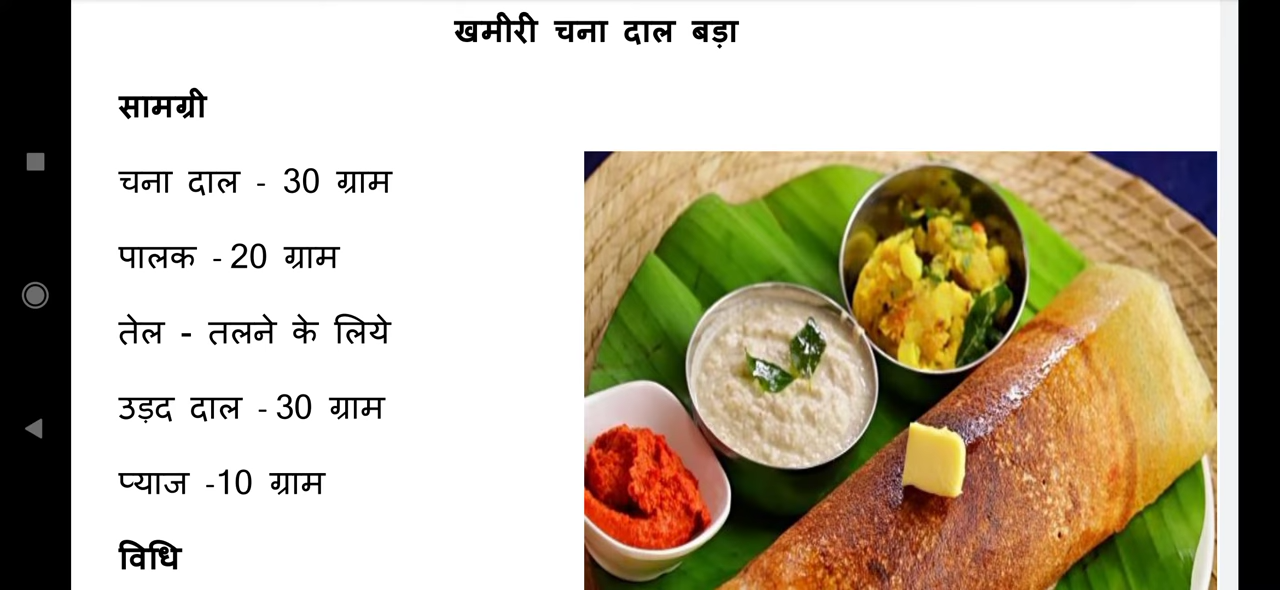 खमीरी चना दाल बड़ा
सामग्री
चना दाल - 30 ग्राम
पालक - 20 ग्राम
तेल - तलने के लिये
उड़द दाल - 30 ग्राम
प्याज -10 ग्राम
विधि